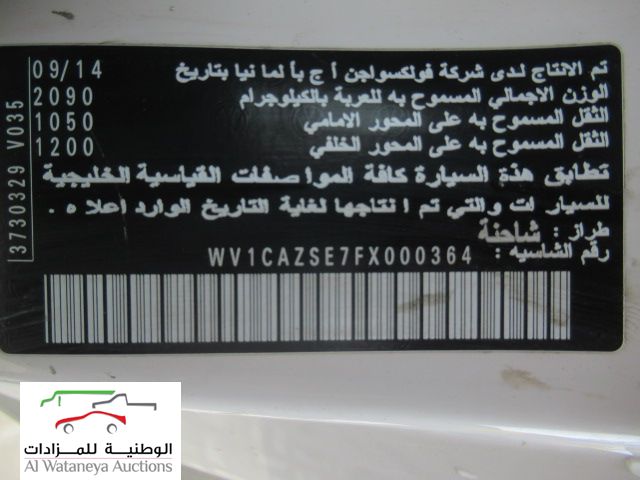 تم الانتاج لدى شركة فولكسواجن أ ج بألمانيا بتاريخ 09/14
الوزن الاجمالي المسموح به للعربة بالكيلوجرام 2090
الثقل المسموح به على المحور الامامي 1050
الثقل المسموح به على المحور الخلفي 1200
تطابق هذة السيارة كافة المواصفات القياسية الخليجية
للسيارات والتي تم انتاجها لغاية التاريخ الوارد اعلاه.
طراز: شاحنة
رقم الشاسيه: WV1CAZSE7FX000364
3730329 V035
الوطنية للمزادات
Al Wataneya Auctions